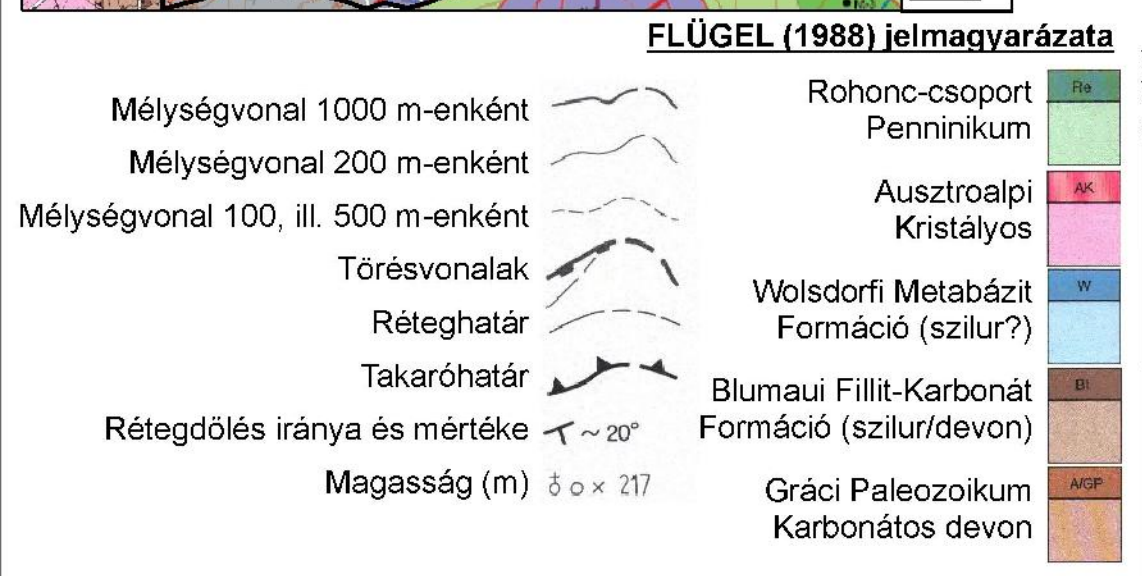 FLÜGEL (1988) jelmagyarázata
Mélységvonal 1000 m-enként
Mélységvonal 200 m-enként
Mélységvonal 100, ill. 500 m-enként
Törésvonalak
Réteghatár
Takaróhatár
Rétegdőlés iránya és mértéke ~ 20°
Magasság (m) × 217
Rohonc-csoport
Penninikum
Re
Ausztroalpi
Kristályos
AK
Wolsdorfi Metabázit
Formáció (szilur?)
W
Blumaui Fillit-Karbonát
Formáció (szilur/devon)
Bl
Gráci Paleozoikum
Karbonátos devon
A/GP